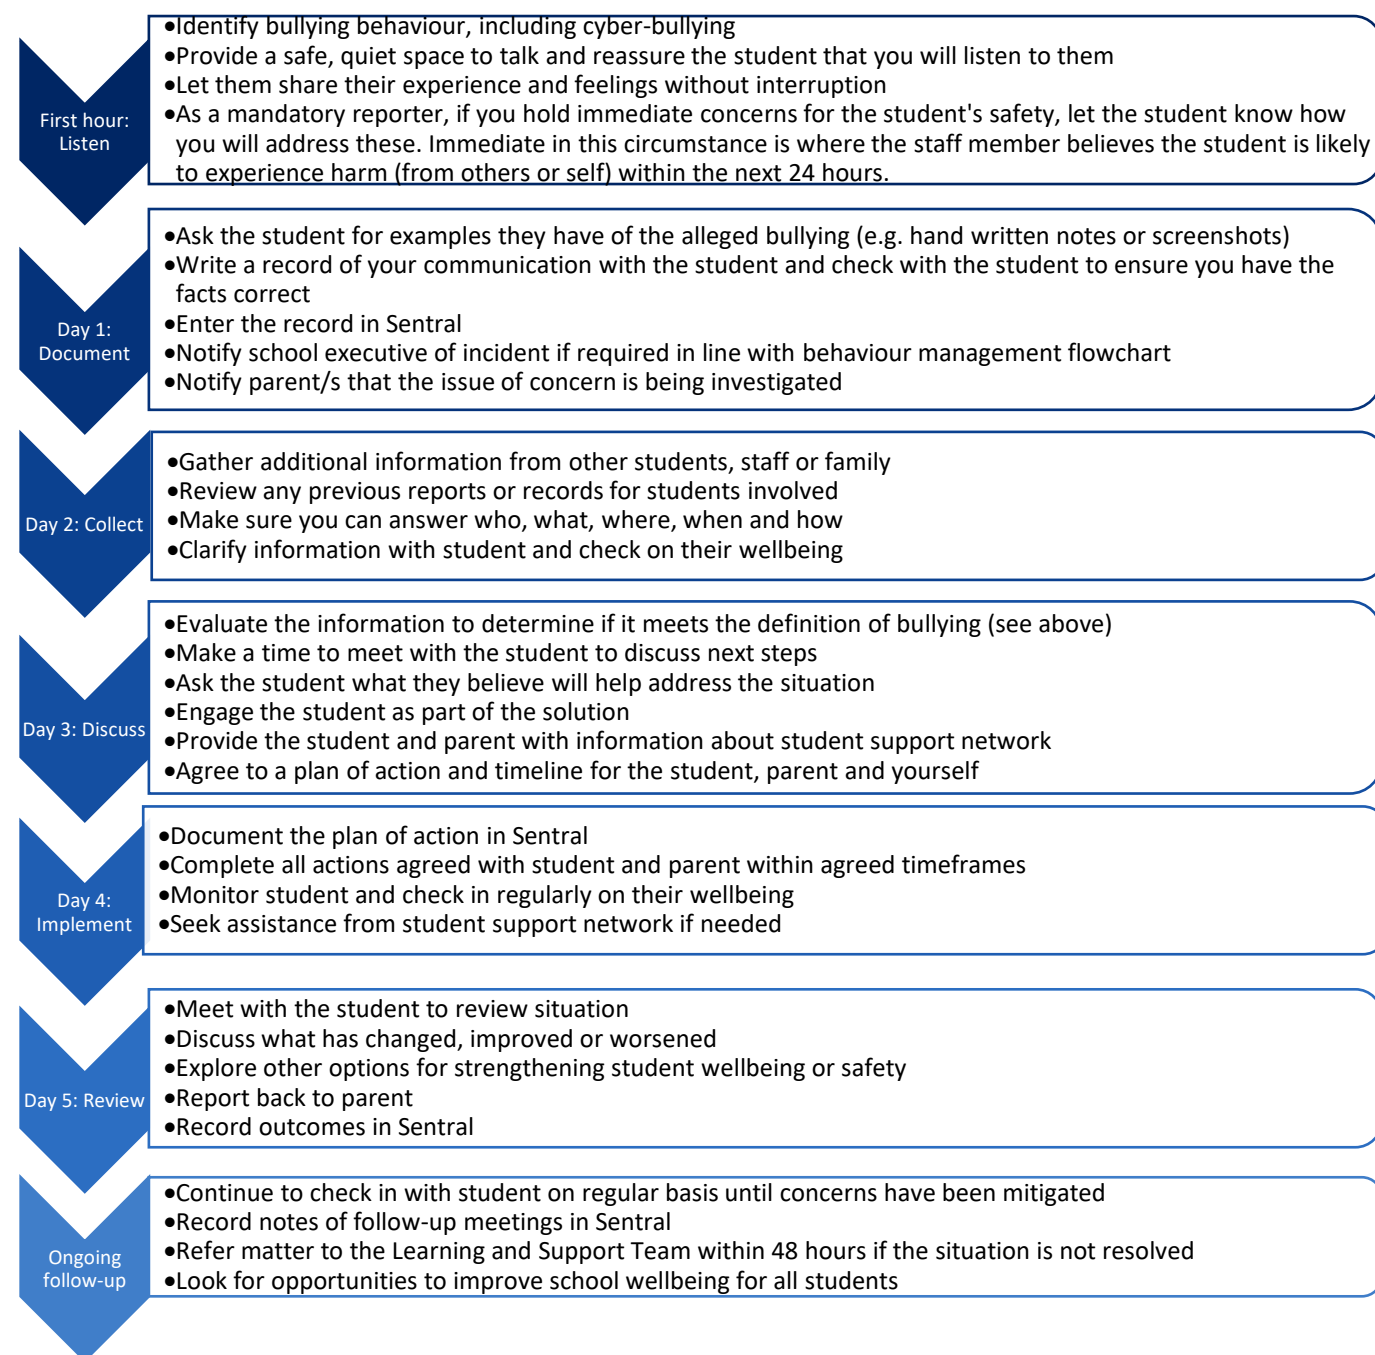 First hour:
Listen
•Identify bullying behaviour, including cyber-bullying
•Provide a safe, quiet space to talk and reassure the student that you will listen to them
•Let them share their experience and feelings without interruption
•As a mandatory reporter, if you hold immediate concerns for the student's safety, let the student know how
you will address these. Immediate in this circumstance is where the staff member believes the student is likely
to experience harm (from others or self) within the next 24 hours.
Day 1:
Document
•Ask the student for examples they have of the alleged bullying (e.g. hand written notes or screenshots)
•Write a record of your communication with the student and check with the student to ensure you have the
facts correct
•Enter the record in Sentral
•Notify school executive of incident if required in line with behaviour management flowchart
•Notify parent/s that the issue of concern is being investigated
Day 2: Collect
•Gather additional information from other students, staff or family
•Review any previous reports or records for students involved
•Make sure you can answer who, what, where, when and how
•Clarify information with student and check on their wellbeing
Day 3: Discuss
•Evaluate the information to determine if it meets the definition of bullying (see above)
•Make a time to meet with the student to discuss next steps
•Ask the student what they believe will help address the situation
•Engage the student as part of the solution
•Provide the student and parent with information about student support network
•Agree to a plan of action and timeline for the student, parent and yourself
Day 4:
Implement
•Document the plan of action in Sentral
•Complete all actions agreed with student and parent within agreed timeframes
•Monitor student and check in regularly on their wellbeing
•Seek assistance from student support network if needed
Day 5: Review
•Meet with the student to review situation
•Discuss what has changed, improved or worsened
•Explore other options for strengthening student wellbeing or safety
•Report back to parent
•Record outcomes in Sentral
Ongoing
follow-up
•Continue to check in with student on regular basis until concerns have been mitigated
•Record notes of follow-up meetings in Sentral
•Refer matter to the Learning and Support Team within 48 hours if the situation is not resolved
•Look for opportunities to improve school wellbeing for all students